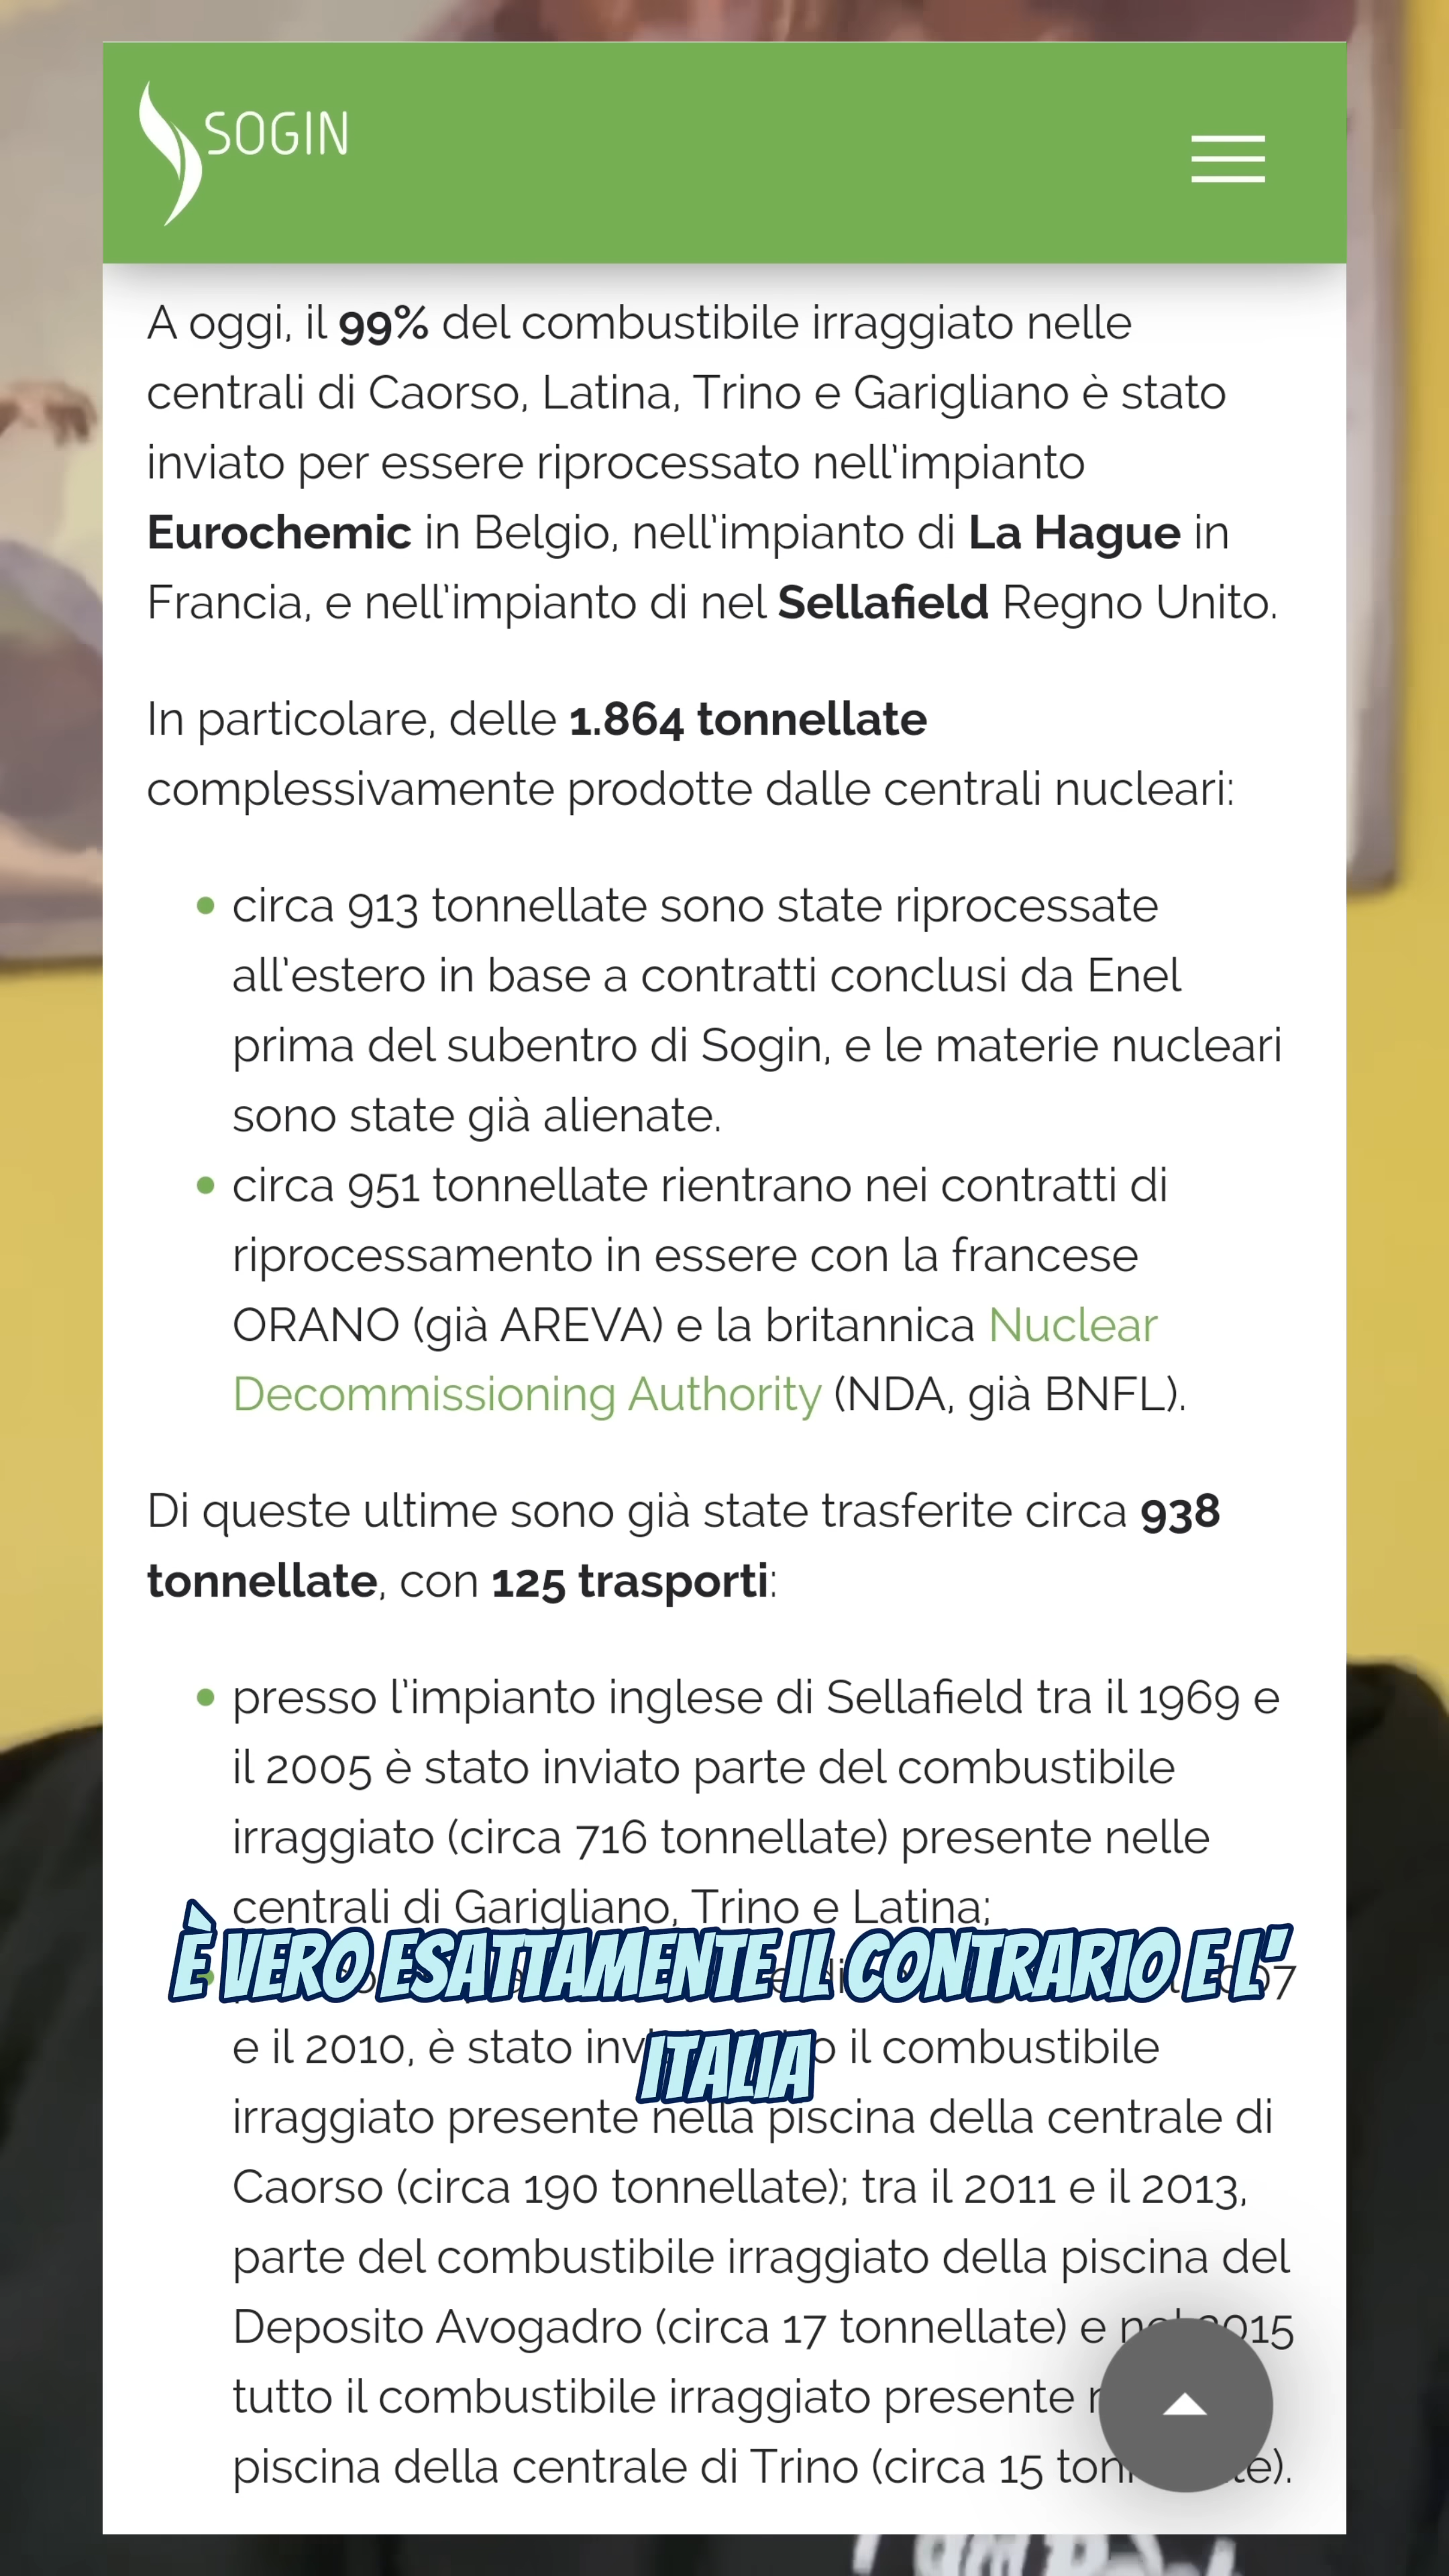 SOGIN
A oggi, il 99% del combustibile irraggiato nelle
centrali di Caorso, Latina, Trino e Garigliano è stato
inviato per essere riprocessato nell'impianto
Eurochemic in Belgio, nell'impianto di La Hague in
Francia, e nell'impianto di nel Sellafield Regno Unito.
In particolare, delle 1.864 tonnellate
complessivamente prodotte dalle centrali nucleari:
circa 913 tonnellate sono state riprocessate
all'estero in base a contratti conclusi da Enel
prima del subentro di Sogin, e le materie nucleari
sono state già alienate.
circa 951 tonnellate rientrano nei contratti di
riprocessamento in essere con la francese
ORANO (già AREVA) e la britannica Nuclear
Decommissioning Authority (NDA, già BNFL).
Di queste ultime sono già state trasferite circa 938
tonnellate, con 125 trasporti:
presso l'impianto inglese di Sellafield tra il 1969 e
il 2005 è stato inviato parte del combustibile
irraggiato (circa 716 tonnellate) presente nelle
centrali di Garigliano, Trino e Latina;
È VERO ESATTAMENTE IL CONTRARIO E L'
ITALIA
e il 2010, è stato il combustibile
irraggiato presente nella piscina della centrale di
Caorso (circa 190 tonnellate); tra il 2011 e il 2013,
parte del combustibile irraggiato della piscina del
Deposito Avogadro (circa 17 tonnellate) e
tutto il combustibile irraggiato presente
piscina della centrale di Trino (circa 15